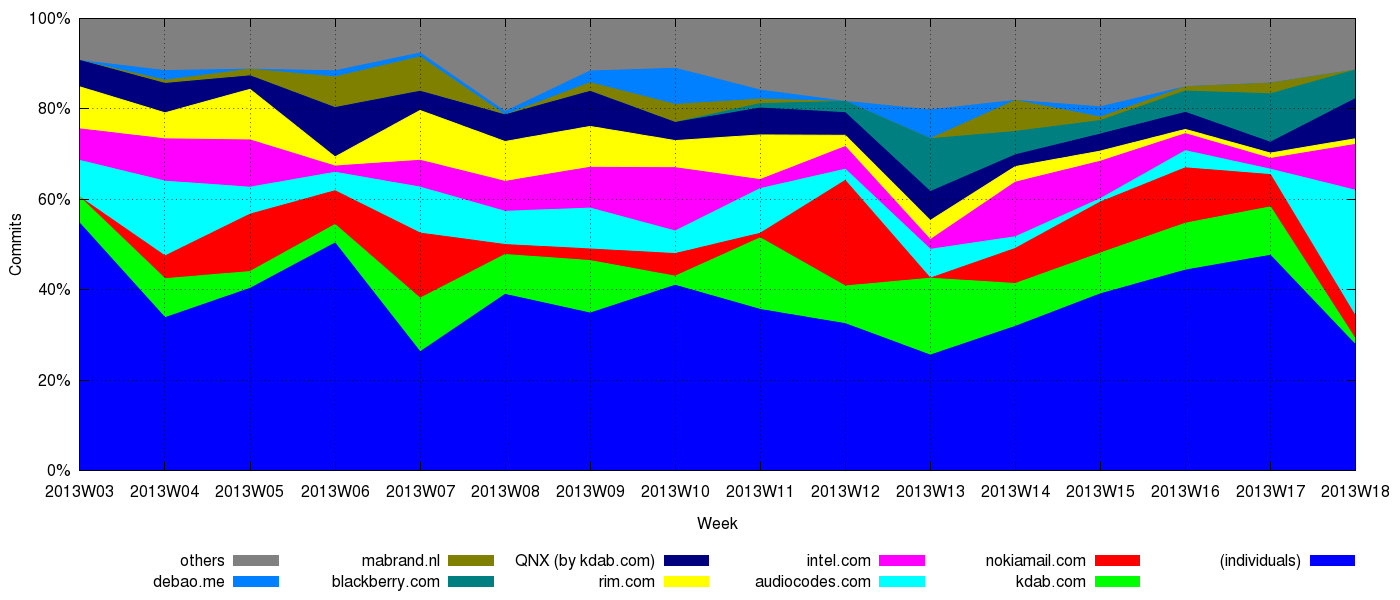 100%
80%
60%
40%
20%
0%
Commits
2013W03 2013W04 2013W05 2013W06 2013W07 2013W08 2013W09 2013W10 2013W11 2013W12 2013W13 2013W14 2013W15 2013W16 2013W17 2013W18
Week
others mabrand.nl QNX (by kdab.com) intel.com nokiamail.com (individuals)
debao.me blackberry.com rim.com audiocodes.com kdab.com